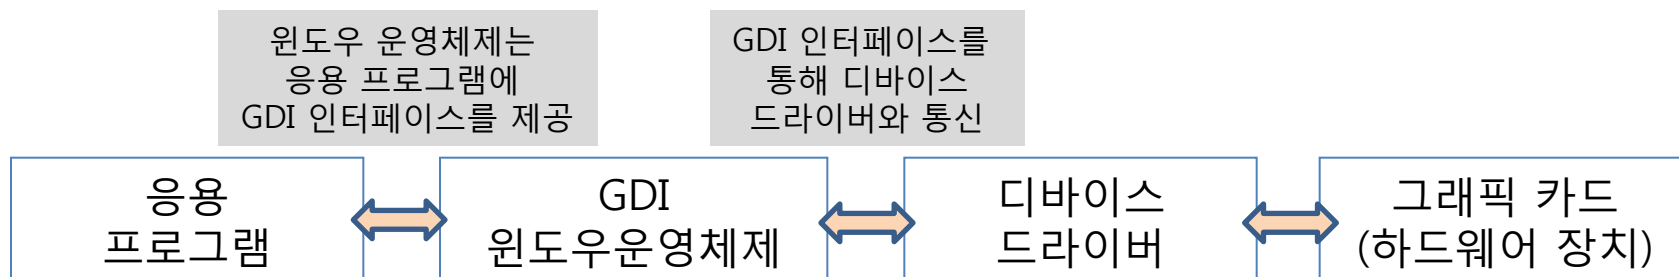 윈도우 운영체제는
응용 프로그램에
GDI 인터페이스를 제공
GDI 인터페이스를
통해 디바이스
드라이버와 통신
응용
프로그램
GDI
윈도우운영체제
디바이스
드라이버
그래픽 카드
(하드웨어 장치)